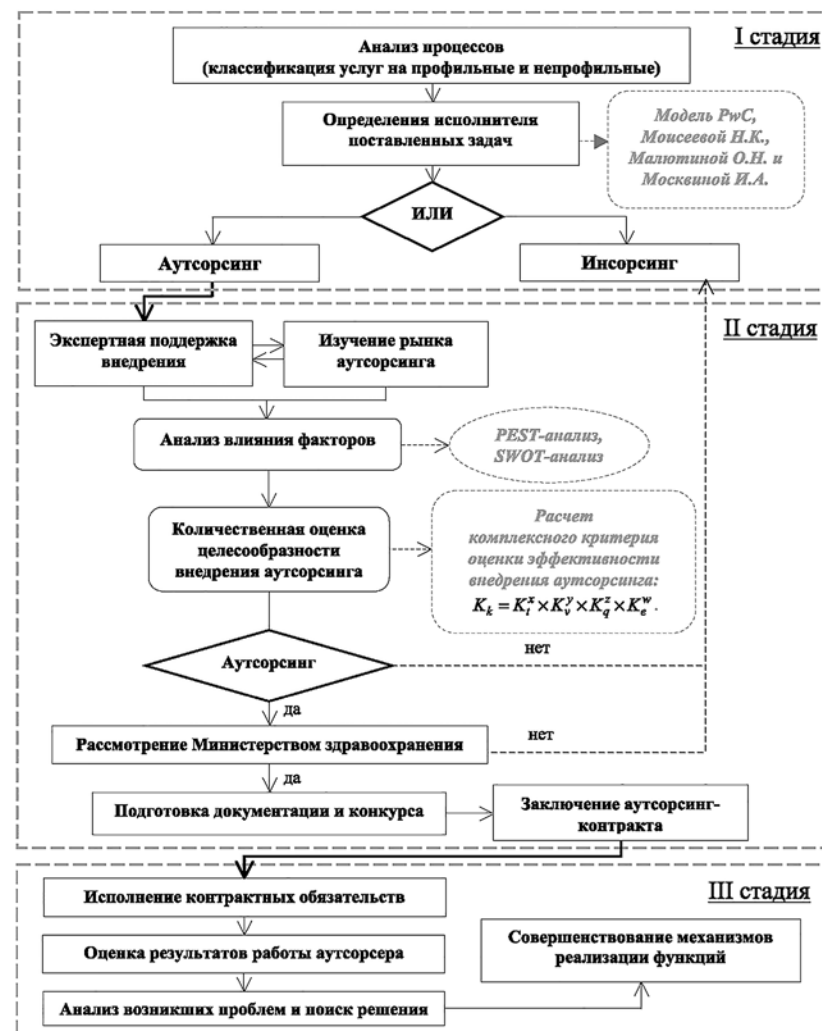 I стадия
Анализ процессов
(классификация услуг на профильные и непрофильные)
Определения исполнителя
поставленных задач
Модель PwC,
Моисеевой Н.К.,
Малютиной О.Н. и
Москвиной И.А.
ИЛИ
Аутсорсинг
Инсорсинг
II стадия
Экспертная поддержка
внедрения
Изучение рынка
аутсорсинга
Анализ влияния факторов
PEST-анализ,
SWOT-анализ
Количественная оценка
целесообразности
внедрения аутсорсинга
Расчет
комплексного критерия
оценки эффективности
внедрения аутсорсинга:
K_k = K_t^x × K_v^y × K_q^z × K_e^w .
Аутсорсинг
нет
да
Рассмотрение Министерством здравоохранения
нет
да
Подготовка документации и конкурса
Заключение аутсорсинг-
контракта
III стадия
Исполнение контрактных обязательств
Оценка результатов работы аутсорсера
Совершенствование механизмов
реализации функций
Анализ возникших проблем и поиск решения